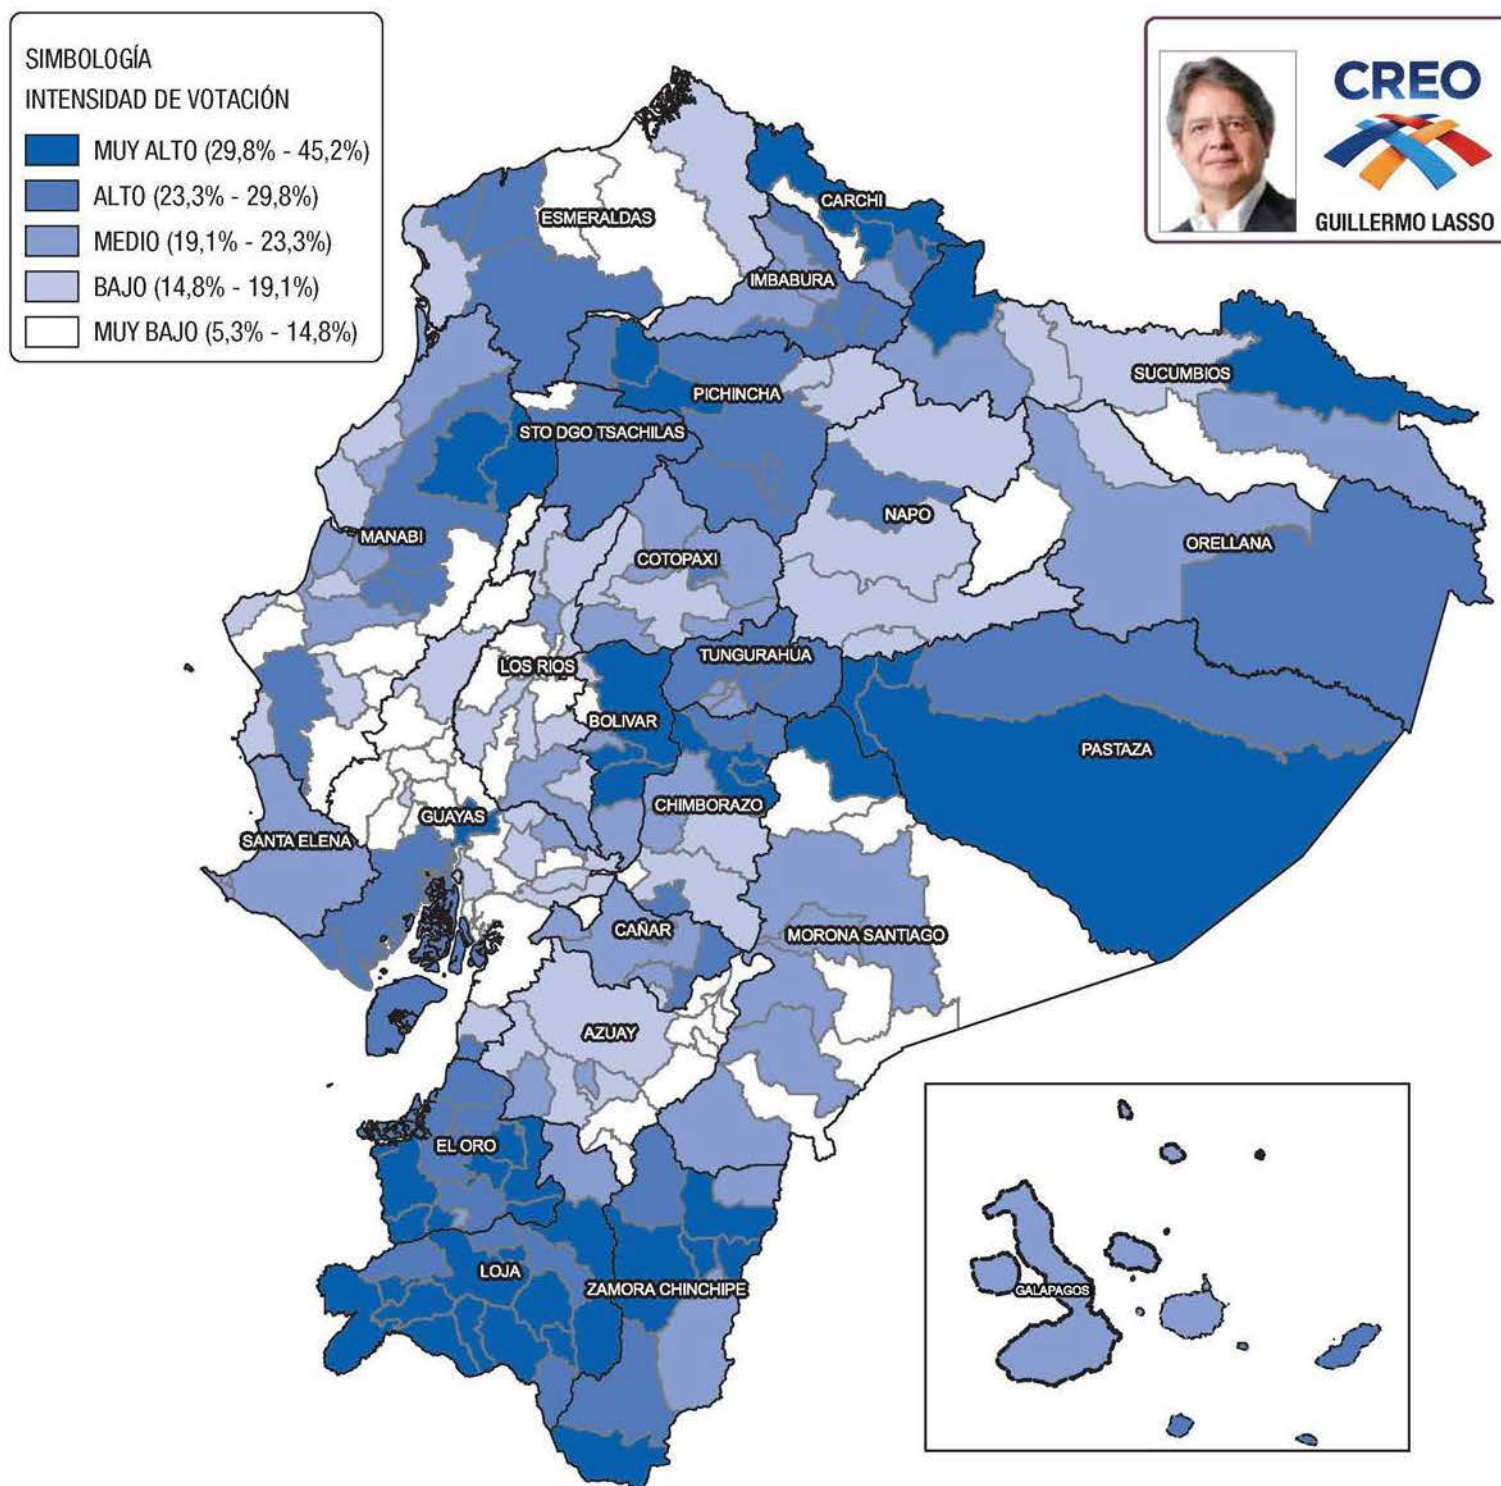 SIMBOLOGÍA
INTENSIDAD DE VOTACIÓN
MUY ALTO (29,8% - 45,2%)
ALTO (23,3% - 29,8%)
MEDIO (19,1% - 23,3%)
BAJO (14,8% - 19,1%)
MUY BAJO (5,3% - 14,8%)
CREO
GUILLERMO LASSO
CARCHI
ESMERALDAS
IMBABURA
SUCUMBIOS
PICHINCHA
STO DGO TSACHILAS
NAPO
MANABI
ORELLANA
COTOPAXI
TUNGURAHUA
LOS RIOS
BOLIVAR
PASTAZA
CHIMBORAZO
GUAYAS
SANTA ELENA
CAÑAR
MORONA SANTIAGO
AZUAY
EL ORO
LOJA
ZAMORA CHINCHIPE
GALAPAGOS